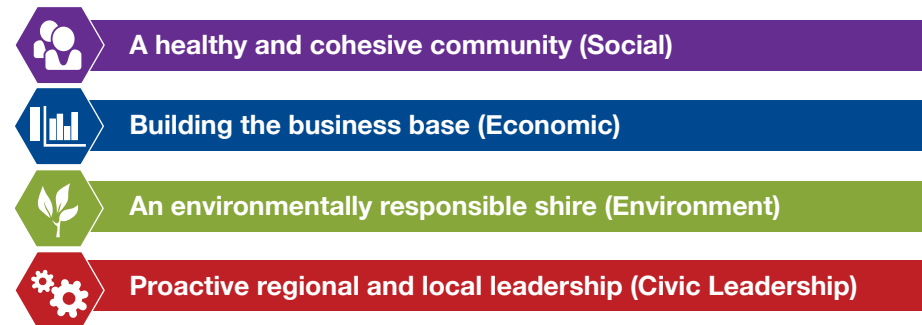 A healthy and cohesive community (Social)
Building the business base (Economic)
An environmentally responsible shire (Environment)
Proactive regional and local leadership (Civic Leadership)